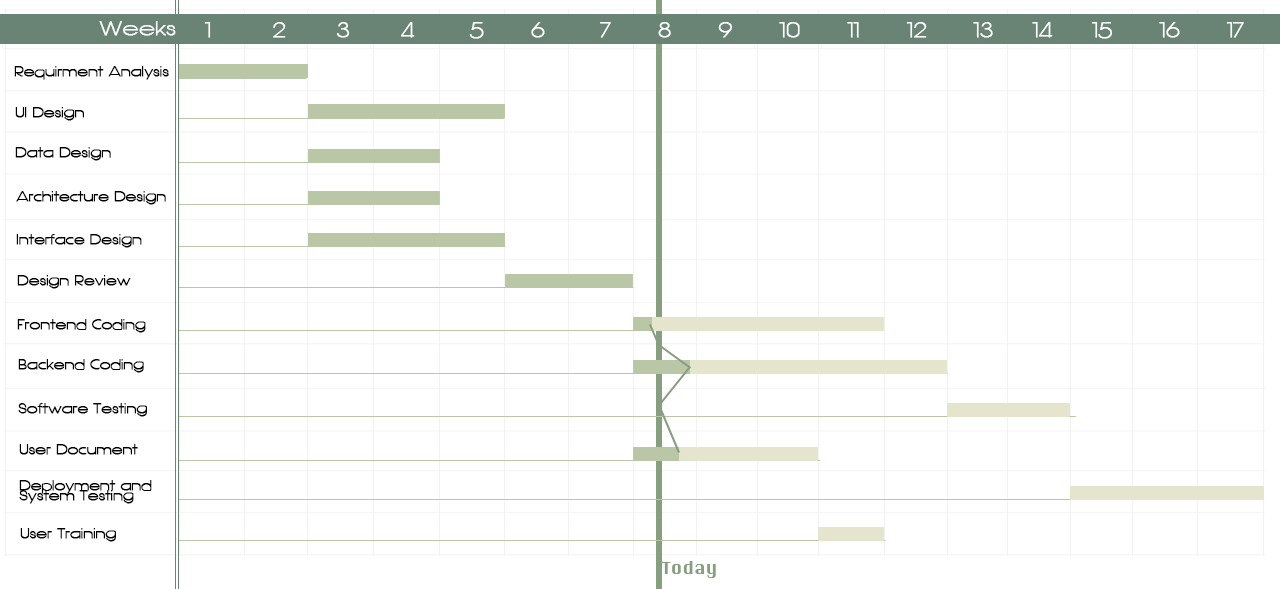 Weeks 1 2 3 4 5 6 7 8 9 10 11 12 13 14 15 16 17
Requirment Analysis
UI Design
Data Design
Architecture Design
Interface Design
Design Review
Frontend Coding
Backend Coding
Software Testing
User Document
Deployment and
System Testing
User Training
Today